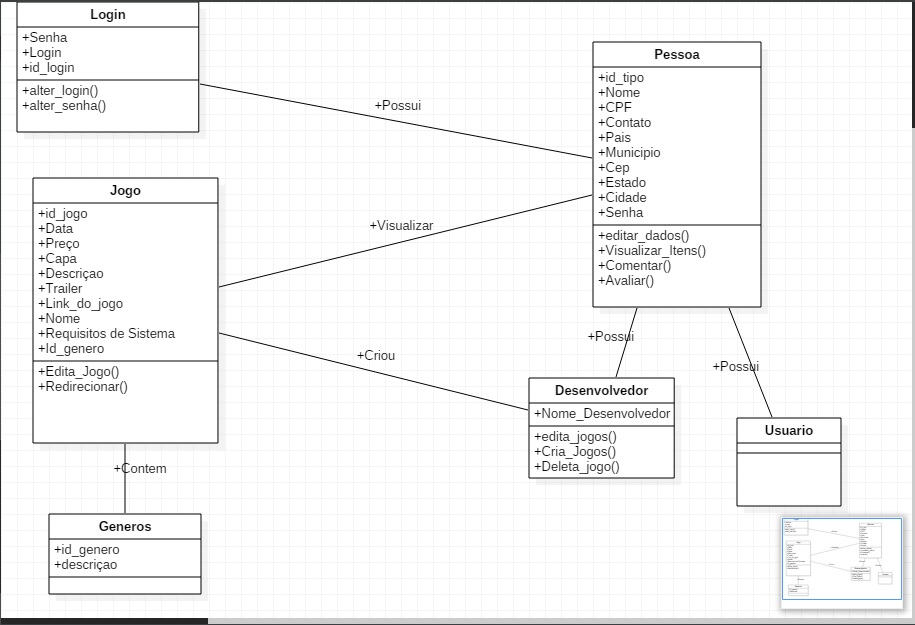 Login
+Senha
+Login
+id_login
+alter_login()
+alter_senha()
+Possui
Pessoa
+id_tipo
+Nome
+CPF
+Contato
+Pais
+Municipio
+Cep
+Estado
+Cidade
+Senha
+editar_dados()
+Visualizar_Itens()
+Comentar()
+Avaliar()
Jogo
+id_jogo
+Data
+Preço
+Capa
+Descriçao
+Trailer
+Link_do_jogo
+Nome
+Requisitos de Sistema
+Id_genero
+Edita_Jogo()
+Redirecionar()
+Visualizar
+Criou
+Possui
+Possui
Desenvolvedor
+Nome_Desenvolvedor
+edita_jogos()
+Cria_Jogos()
+Deleta_jogo()
Usuario
+Contem
Generos
+id_genero
+descriçao